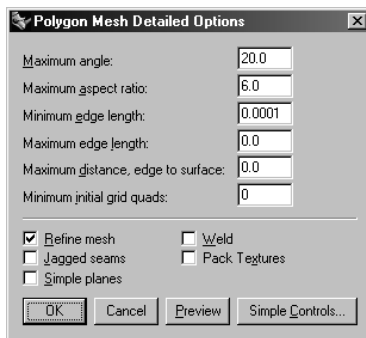 Polygon Mesh Detailed Options
Maximum angle: 20.0
Maximum aspect ratio: 6.0
Minimum edge length: 0.0001
Maximum edge length: 0.0
Maximum distance, edge to surface: 0.0
Minimum initial grid quads: 0
Refine mesh Weld
Jagged seams Pack Textures
Simple planes
OK Cancel Preview Simple Controls...